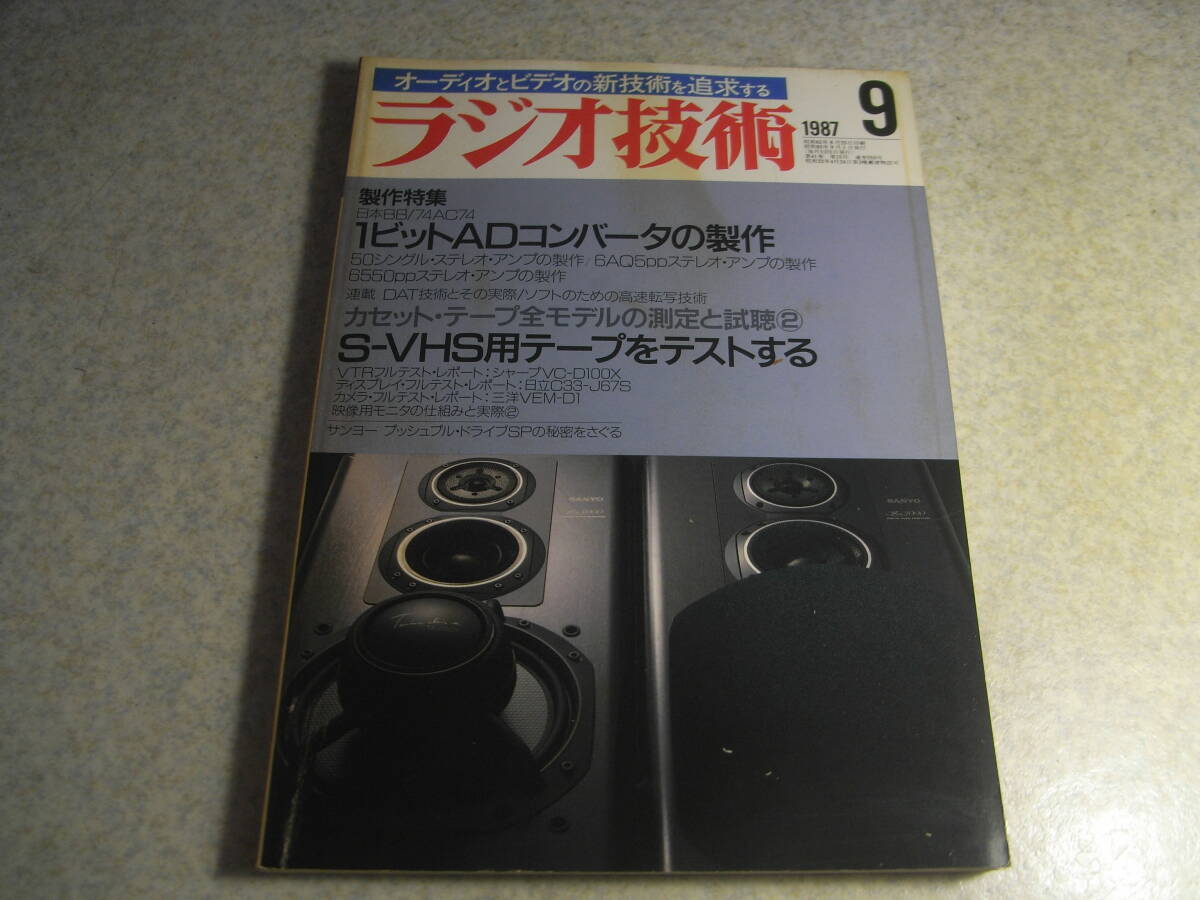 オーディオとビデオの新技術を追求する
ラジオ技術
1987
9
製作特集
日本BB/74AC74
1ビットADコンバータの製作
50シングル・ステレオ・アンプの製作/6AQ5ppステレオ・アンプの製作
6550ppステレオ・アンプの製作
連載 DAT技術とその実際/ソフトのための高速転写技術
カセット・テープ全モデルの測定と試聴②
S-VHS用テープをテストする
VTRフルテスト・レポート：シャープVC-D100X
ディスプレイ・フルテスト・レポート：日立C33-J67S
カメラ・フルテスト・レポート：三洋VEM-D1
映像用モニタの仕組みと実際②
サンヨー プッシュプル・ドライブSPの秘密をさぐる
SANYO
SANYO